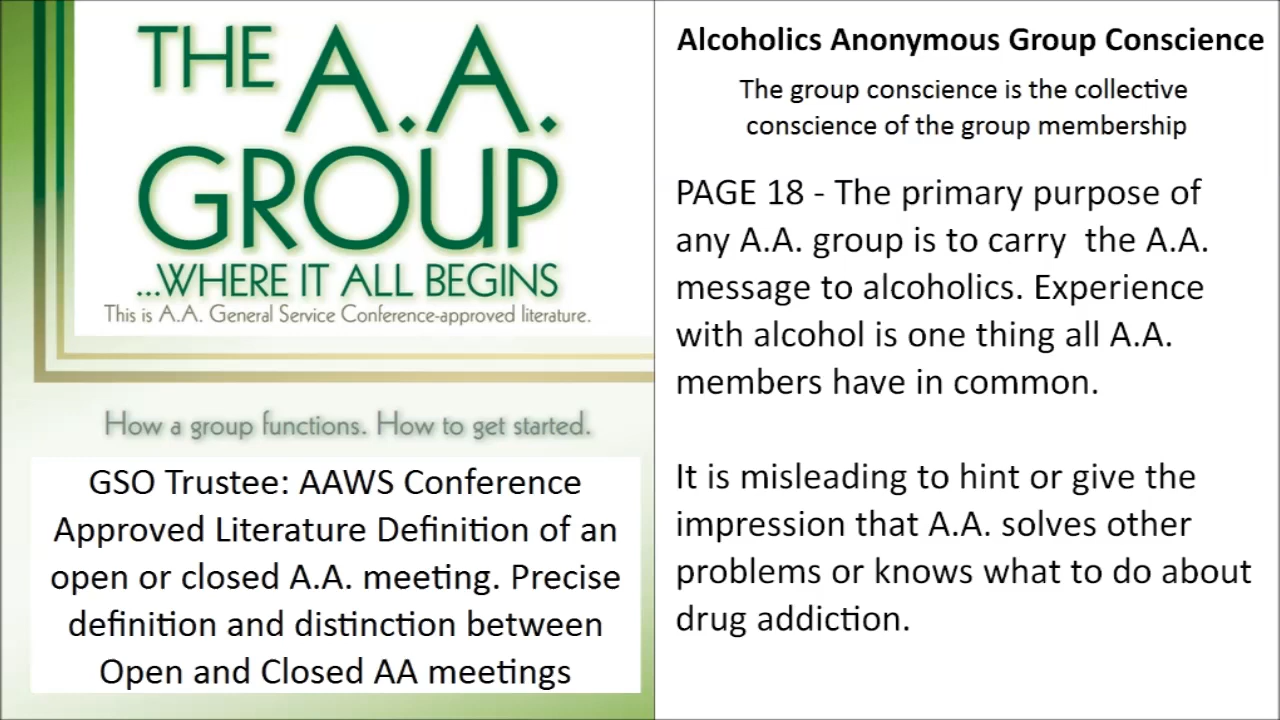 THE A.A.
GROUP
...WHERE IT ALL BEGINS
This is A.A. General Service Conference-approved literature.
How a group functions. How to get started.
GSO Trustee: AAWS Conference
Approved Literature Definition of an
open or closed A.A. meeting. Precise
definition and distinction between
Open and Closed AA meetings
Alcoholics Anonymous Group Conscience
The group conscience is the collective
conscience of the group membership
PAGE 18 - The primary purpose of
any A.A. group is to carry  the A.A.
message to alcoholics. Experience
with alcohol is one thing all A.A.
members have in common.
It is misleading to hint or give the
impression that A.A. solves other
problems or knows what to do about
drug addiction.